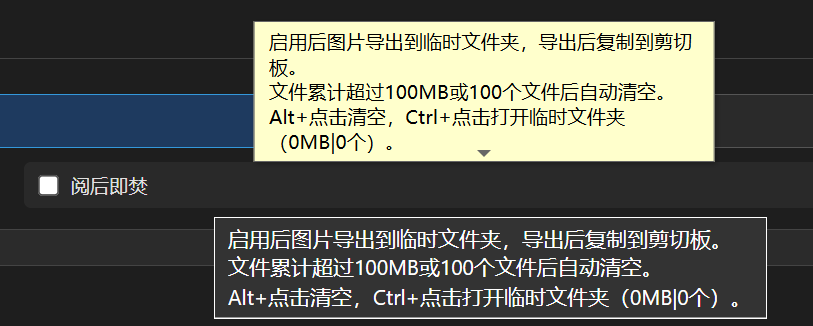 启用后图片导出到临时文件夹，导出后复制到剪切
板。
文件累计超过100MB或100个文件后自动清空。
Alt+点击清空，Ctrl+点击打开临时文件夹
（0MB|0个）。
阅后即焚
启用后图片导出到临时文件夹，导出后复制到剪切板。
文件累计超过100MB或100个文件后自动清空。
Alt+点击清空，Ctrl+点击打开临时文件夹（0MB|0个）。